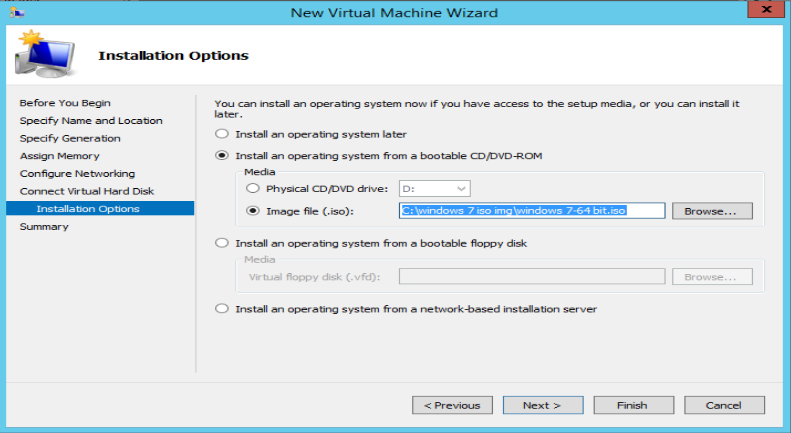 New Virtual Machine Wizard
Installation Options
Before You Begin
Specify Name and Location
Specify Generation
Assign Memory
Configure Networking
Connect Virtual Hard Disk
Installation Options
Summary
You can install an operating system now if you have access to the setup media, or you can install it
later.
Install an operating system later
Install an operating system from a bootable CD/DVD-ROM
Media
Physical CD/DVD drive: D:
Image file (.iso): C:\windows 7 iso img\windows 7-64 bit.iso Browse...
Install an operating system from a bootable floppy disk
Media
Virtual floppy disk (.vfd): Browse...
Install an operating system from a network-based installation server
< Previous Next > Finish Cancel